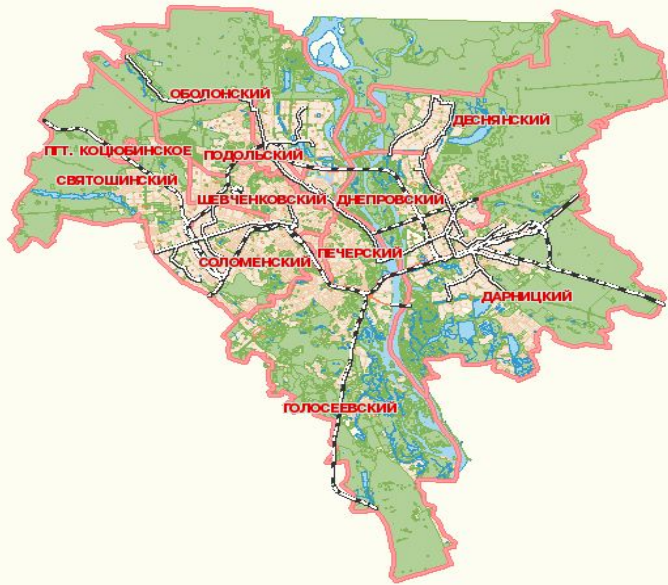 ОБОЛОНСКИЙ
ДЕСНЯНСКИЙ
ПГТ. КОЦЮБИНСКОЕ
ПОДОЛЬСКИЙ
СВЯТОШИНСКИЙ
ШЕВЧЕНКОВСКИЙ
ДНЕПРОВСКИЙ
ПЕЧЕРСКИЙ
СОЛОМЕНСКИЙ
ДАРНИЦКИЙ
ГОЛОСЕЕВСКИЙ